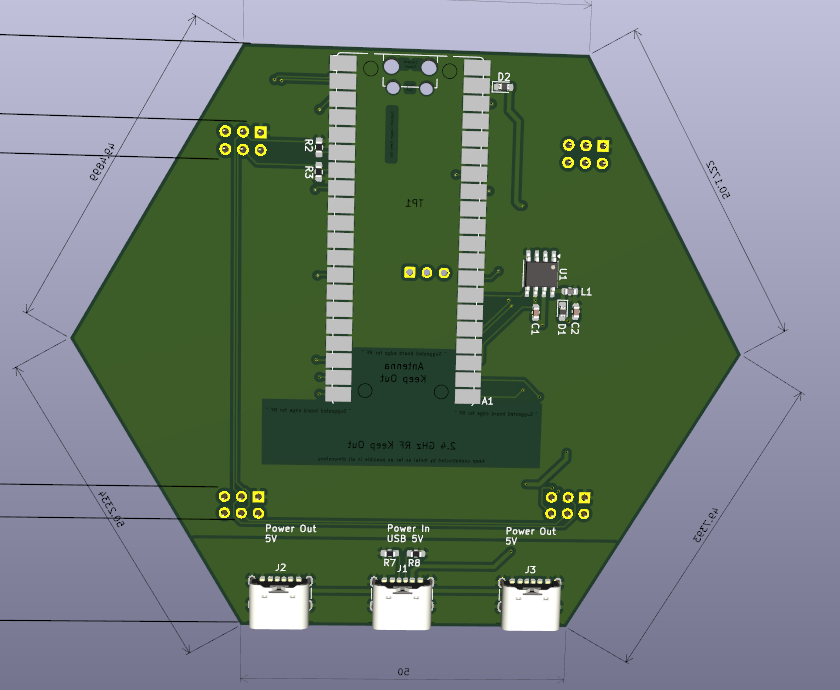 D2
49.4899
50.1722
R2
R3
TP1
U1
L1
C1
D1
C2
Antenna
Keep Out
A1
2.4 GHz RF Keep Out
50.2334
49.7393
Power Out
5V
Power In
USB 5V
Power Out
5V
R7
R8
J2
J1
J3
50